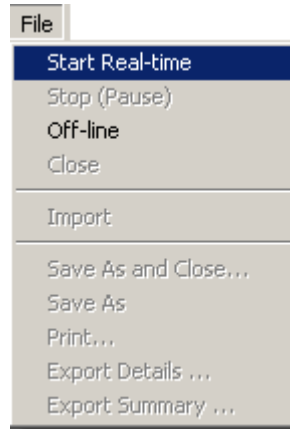 File
Start Real-time
Stop (Pause)
Off-line
Close
Import
Save As and Close...
Save As
Print...
Export Details ...
Export Summary ...